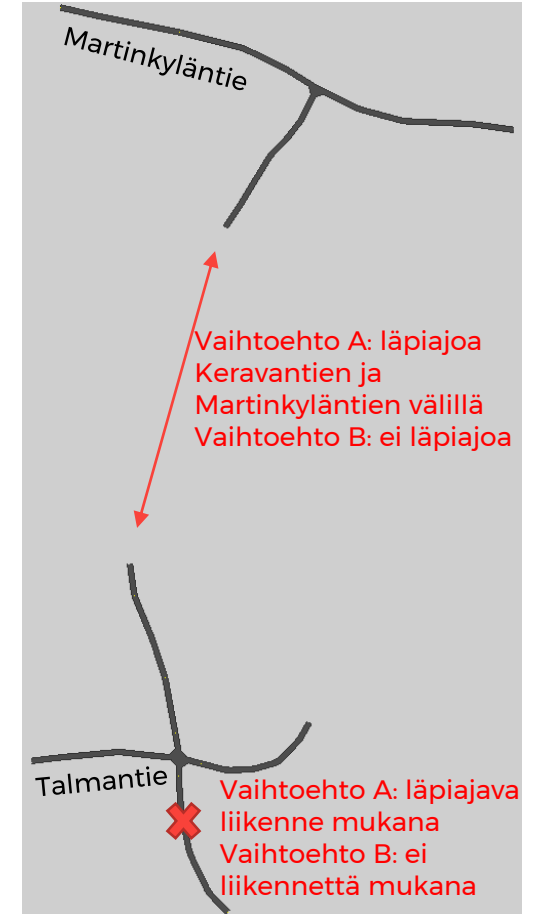 Martinkyläntie
Vaihtoehto A: läpiajoa
Keravantien ja
Martinkyläntien välillä
Vaihtoehto B: ei läpiajoa
Talmantie
Vaihtoehto A: läpiajava
liikenne mukana
Vaihtoehto B: ei
liikennettä mukana